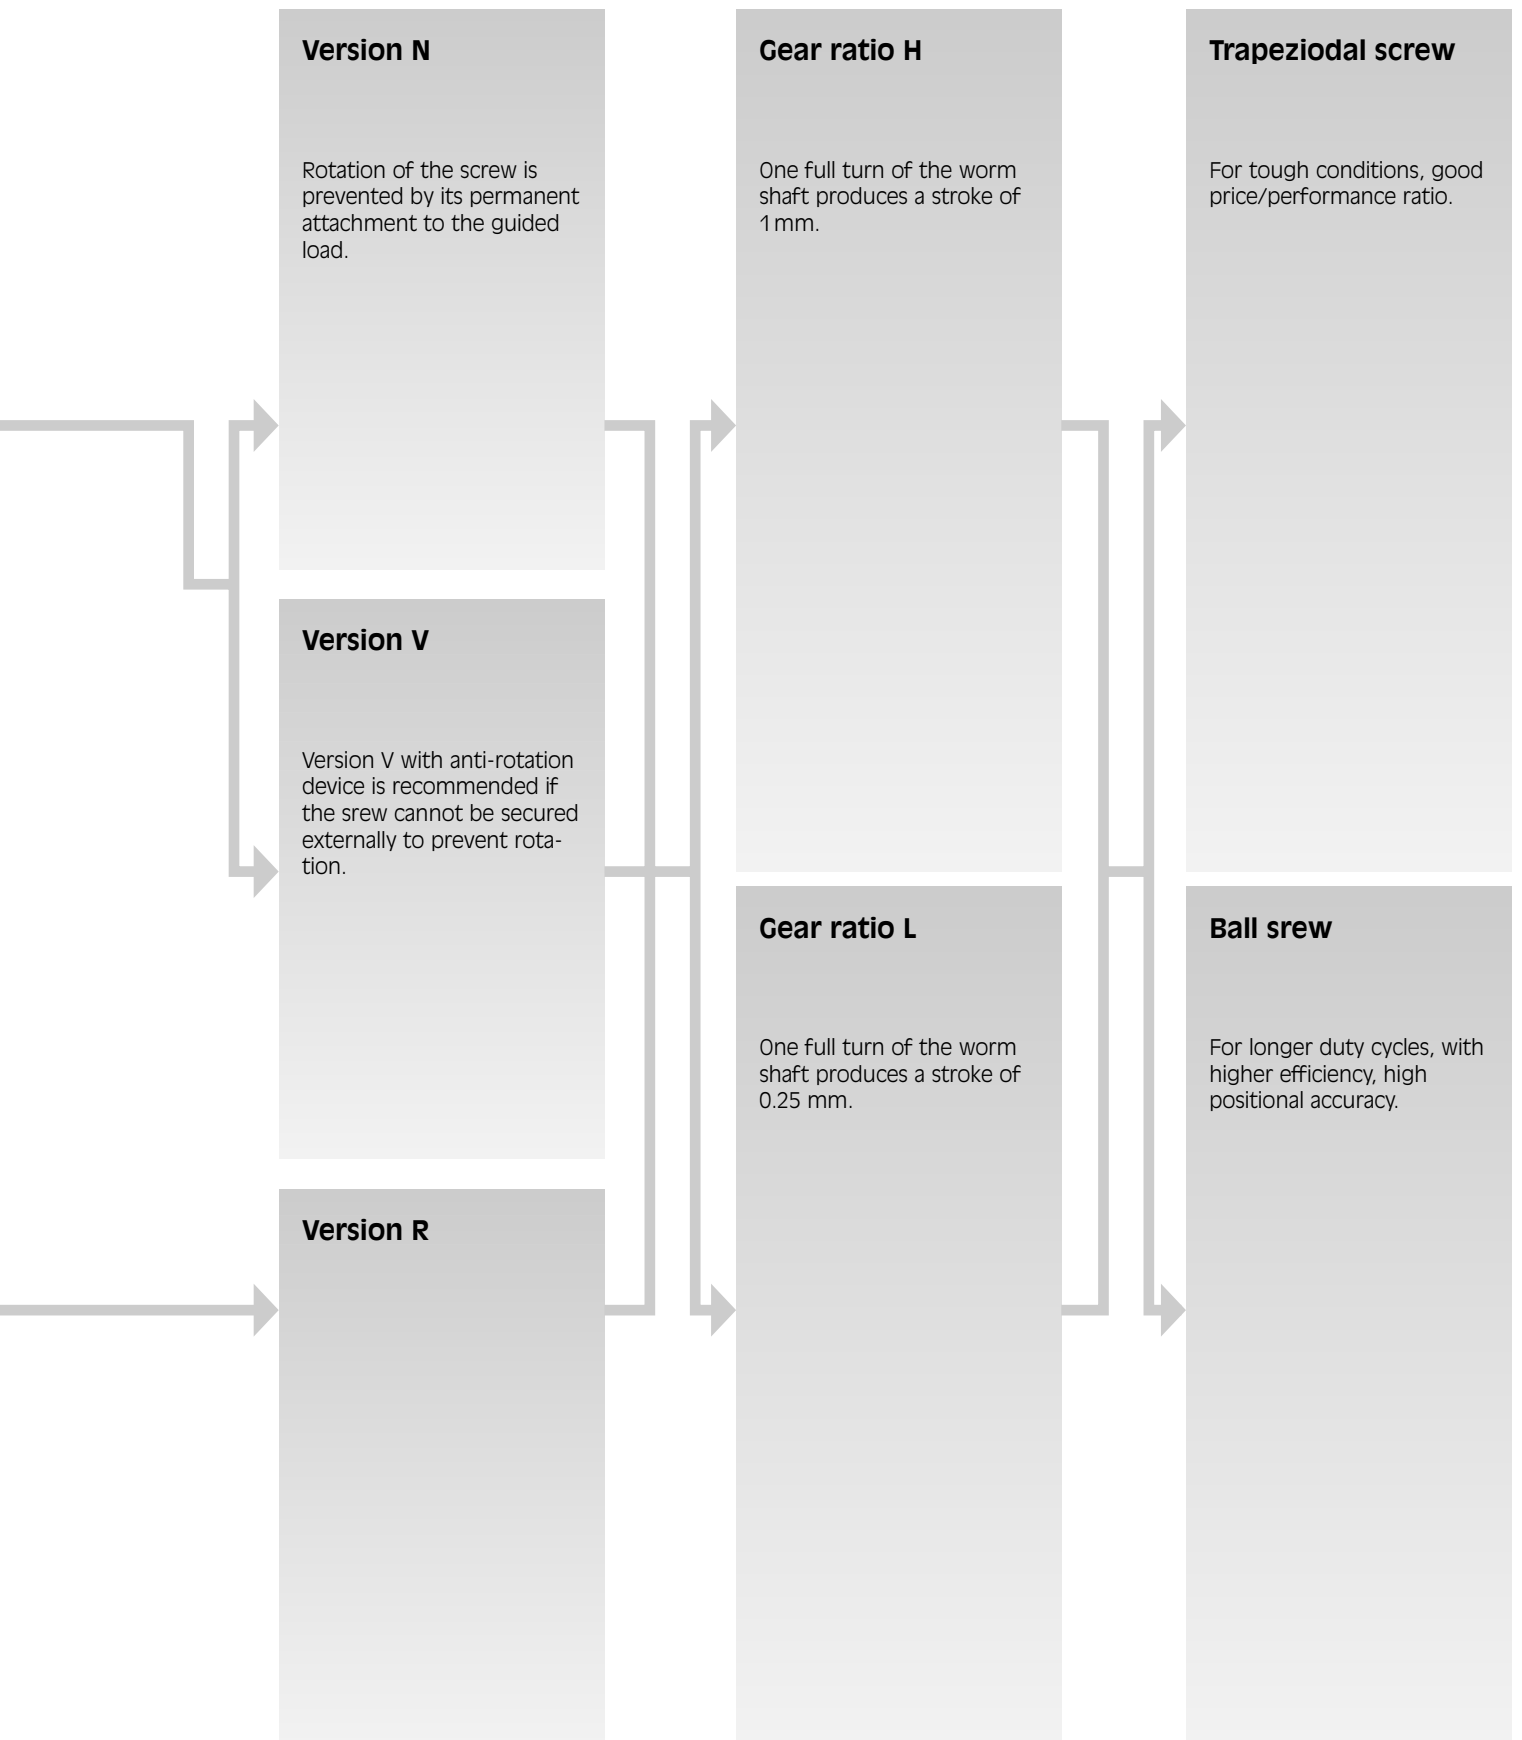 Version N
Rotation of the screw is
prevented by its permanent
attachment to the guided
load.
Version V
Version V with anti-rotation
device is recommended if
the srew cannot be secured
externally to prevent rota-
tion.
Version R
Gear ratio H
One full turn of the worm
shaft produces a stroke of
1 mm.
Gear ratio L
One full turn of the worm
shaft produces a stroke of
0.25 mm.
Trapeziodal screw
For tough conditions, good
price/performance ratio.
Ball srew
For longer duty cycles, with
higher efficiency, high
positional accuracy.